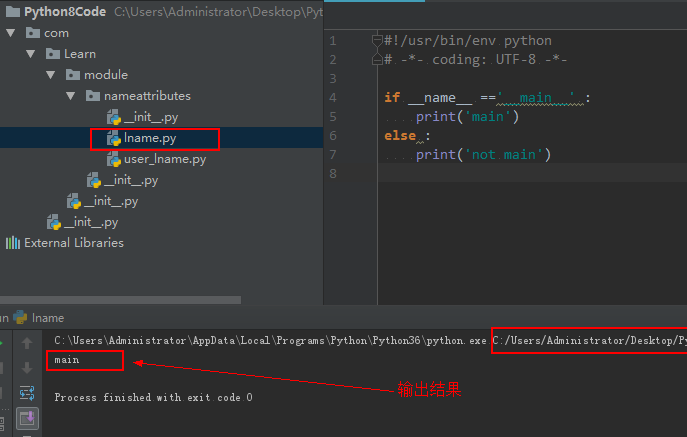 Python8Code C:\Users\Administrator\Desktop\Pyt
com
Learn
module
nameattributes
__init__.py
lname.py
user_lname.py
__init__.py
__init__.py
__init__.py
External Libraries
1 #!/usr/bin/env python
2 # -*- coding: UTF-8 -*-
3
4 if __name__ =='__main__' :
5 print('main')
6 else :
7 print('not main')
8
n lname
C:\Users\Administrator\AppData\Local\Programs\Python\Python36\python.exe C:/Users/Administrator/Desktop/Py
main
输出结果
Process finished with exit code 0